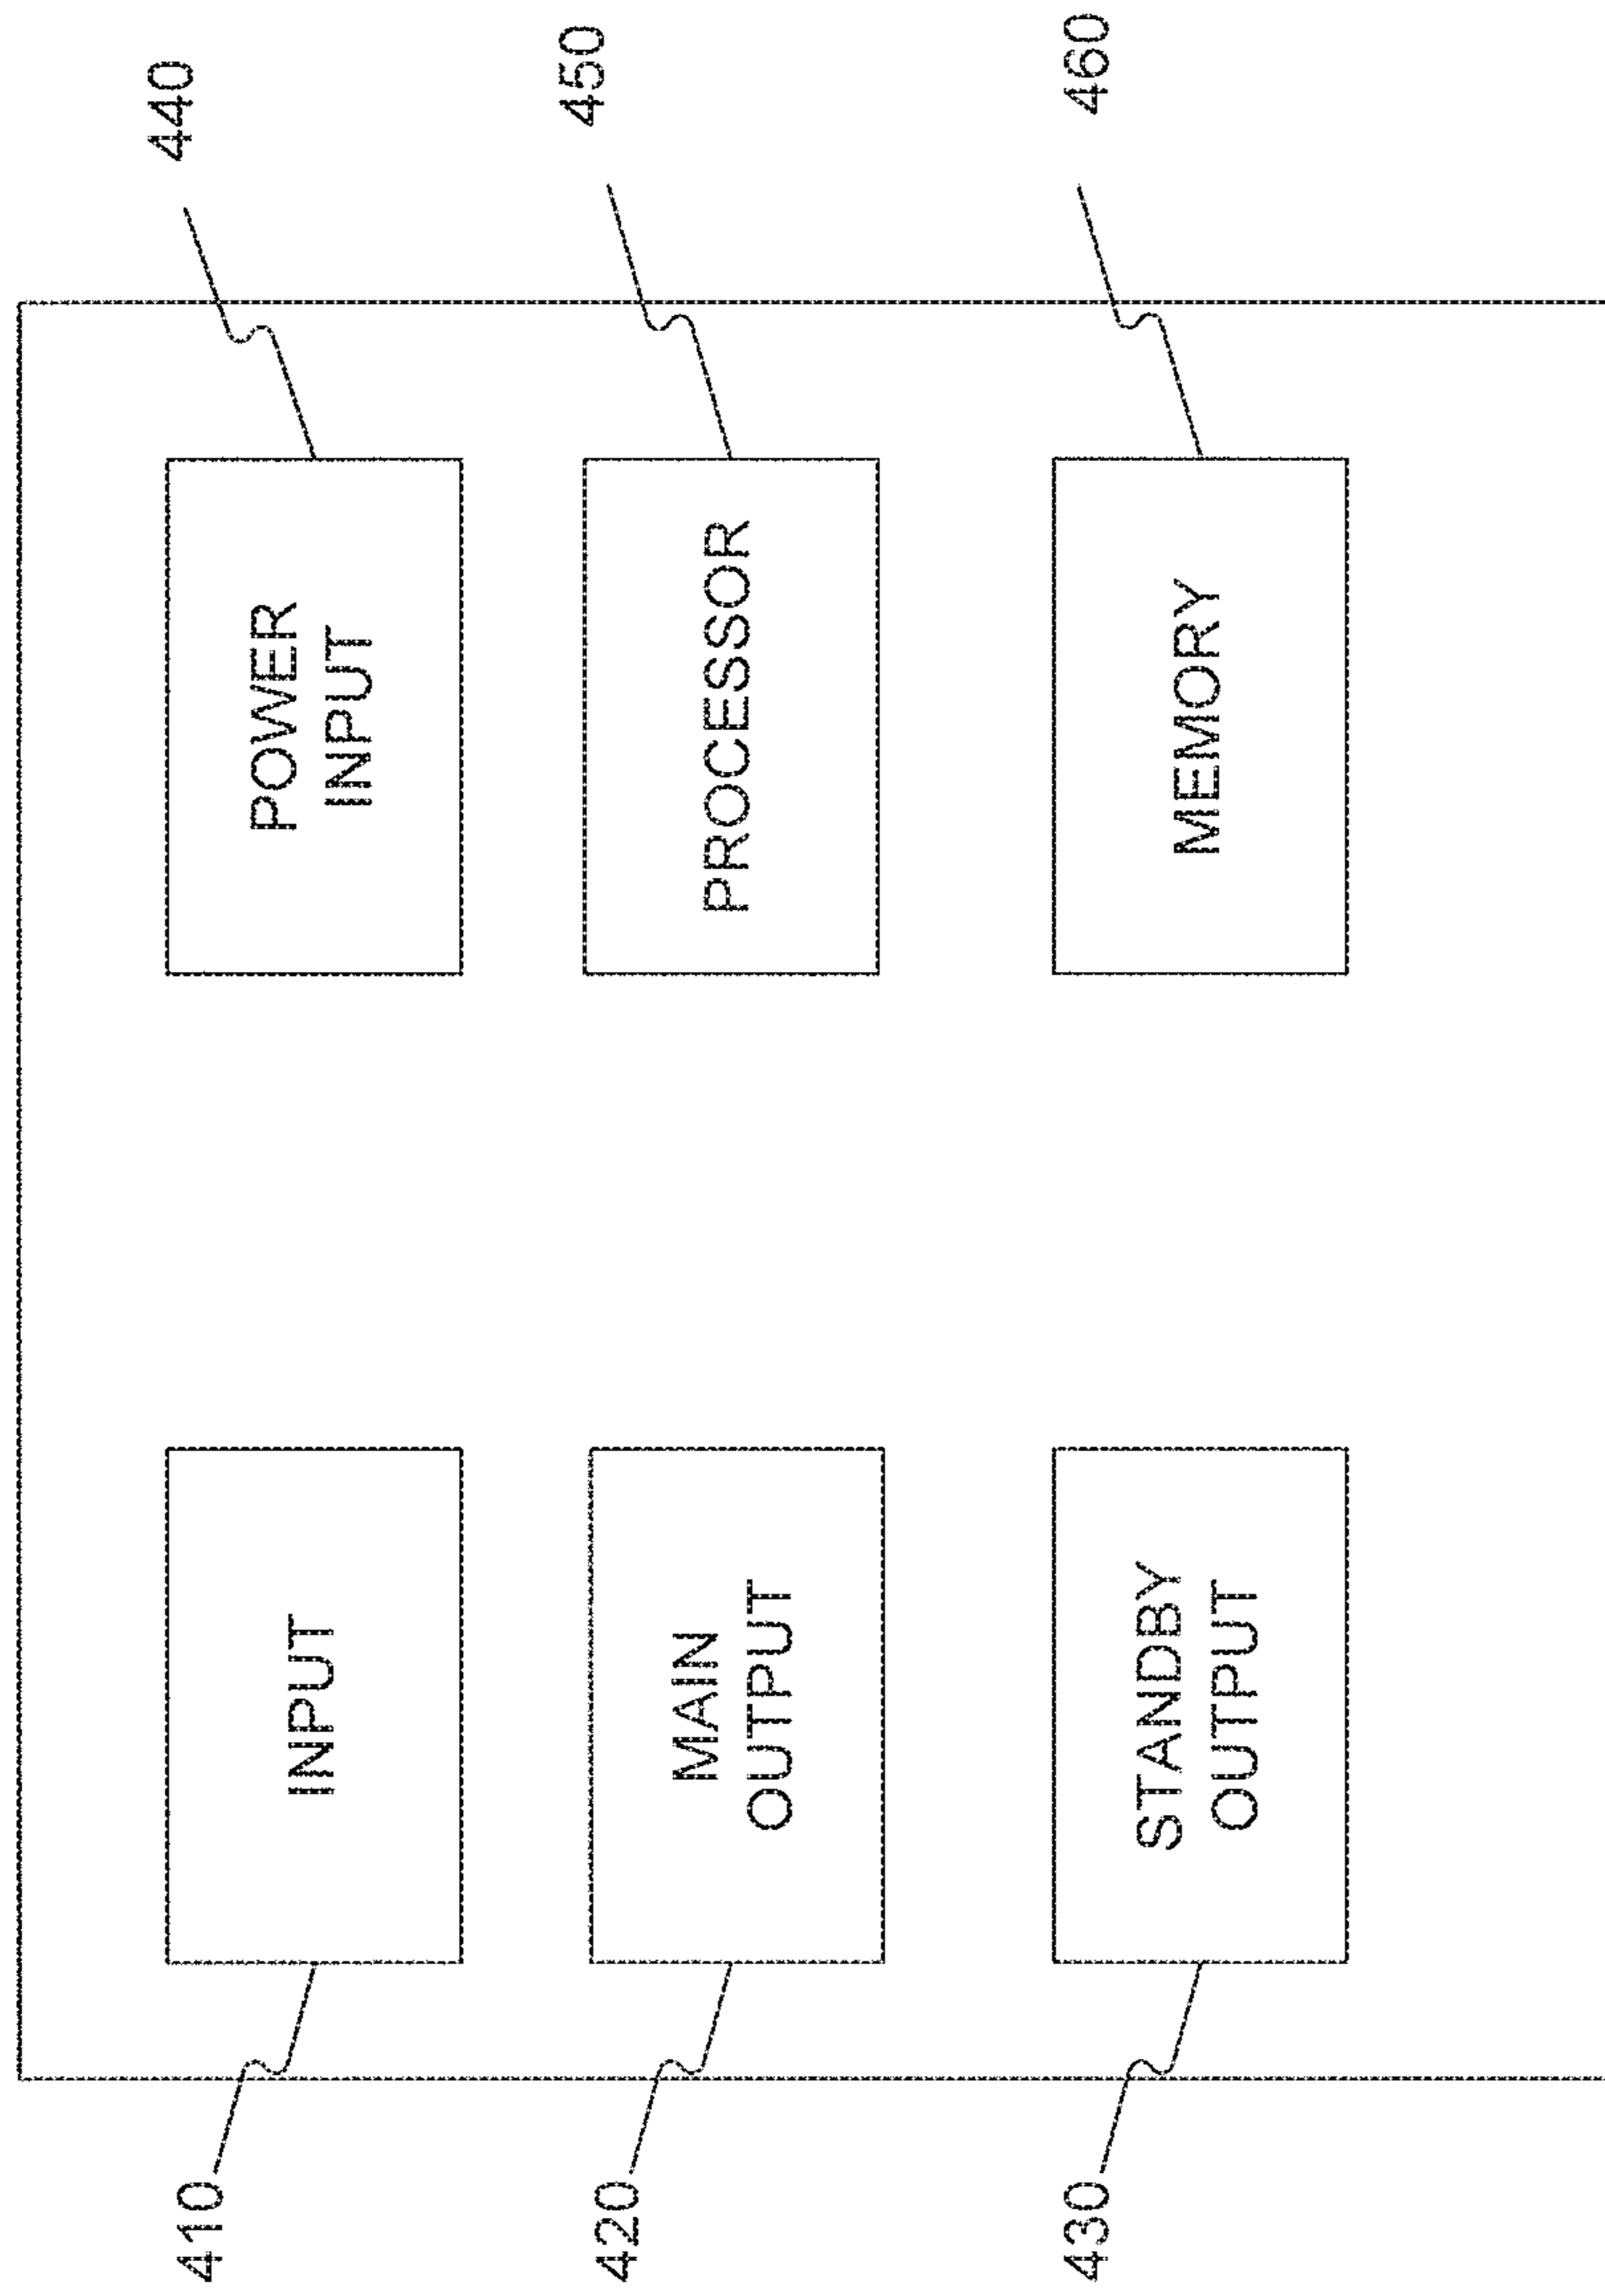 410
INPUT
440
POWER
INPUT
420
MAIN
OUTPUT
450
PROCESSOR
430
STANDBY
OUTPUT
460
MEMORY